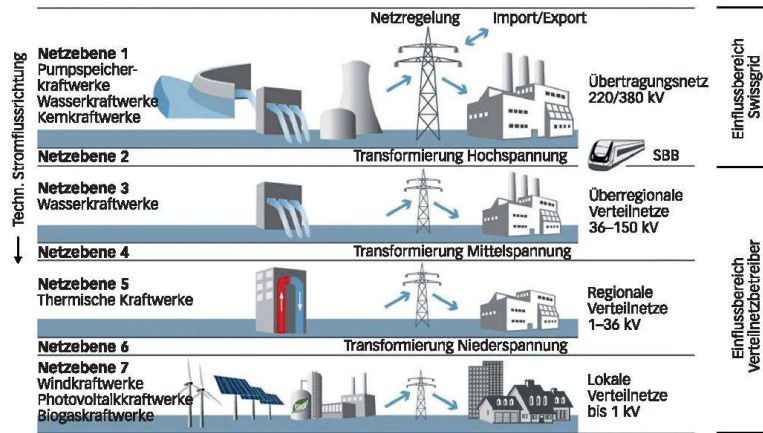 Netzregelung
Import/Export
Netzebene 1
Pumpspeicher-
kraftwerke
Wasserkraftwerke
Kernkraftwerke
Übertragungsnetz
220/380 kV
Netzebene 2
Transformierung Hochspannung
SBB
Netzebene 3
Wasserkraftwerke
Überregionale
Verteilnetze
36–150 kV
Netzebene 4
Transformierung Mittelspannung
Netzebene 5
Thermische Kraftwerke
Regionale
Verteilnetze
1–36 kV
Netzebene 6
Transformierung Niederspannung
Netzebene 7
Windkraftwerke
Photovoltalkkraftwerke
Biogaskraftwerke
Lokale
Verteilnetze
bis 1 kV
Techn. Stromflussrichtung
Einflussbereich
Swissgrid
Einflussbereich
Verteilnetzbetreiber